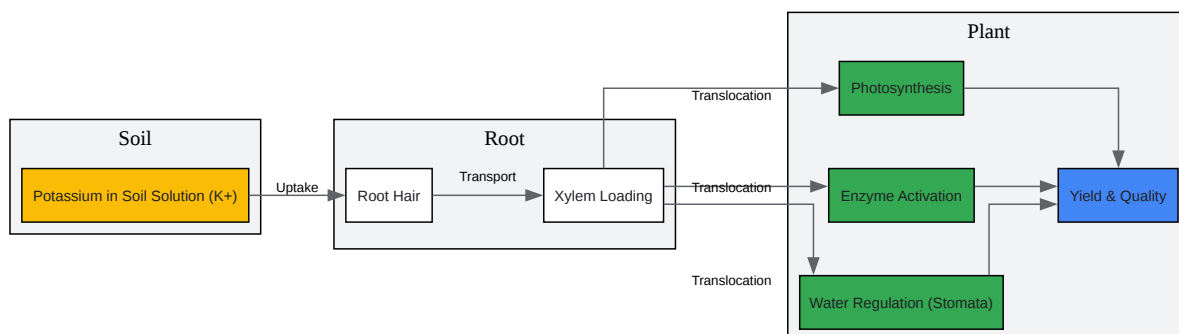 Soil
Potassium in Soil Solution (K+)
Uptake
Root
Root Hair
Transport
Xylem Loading
Translocation
Translocation
Translocation
Plant
Photosynthesis
Enzyme Activation
Water Regulation (Stomata)
Yield & Quality